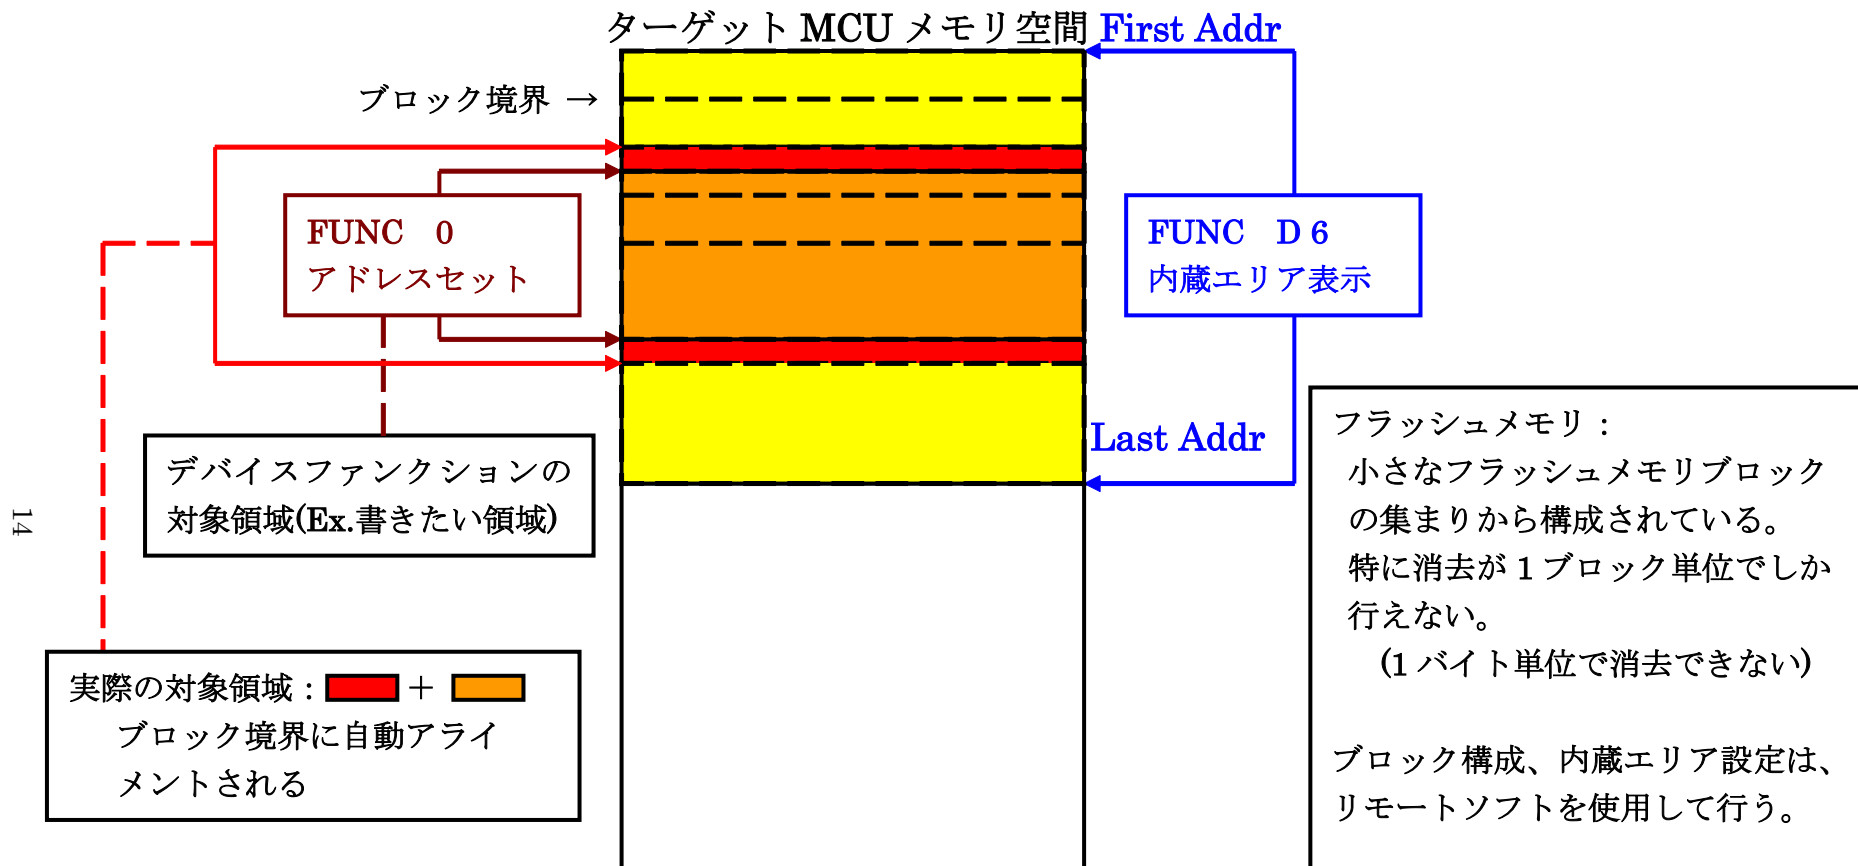 ターゲット MCU メモリ空間 First Addr
ブロック境界 →
FUNC 0
アドレスセット
FUNC D6
内蔵エリア表示
Last Addr
デバイスファンクションの
対象領域(Ex.書きたい領域)
実際の対象領域: +
ブロック境界に自動アライ
メントされる
フラッシュメモリ:
小さなフラッシュメモリブロック
の集まりから構成されている。
特に消去が1ブロック単位でしか
行えない。
(1バイト単位で消去できない)
ブロック構成、内蔵エリア設定は、
リモートソフトを使用して行う。
14